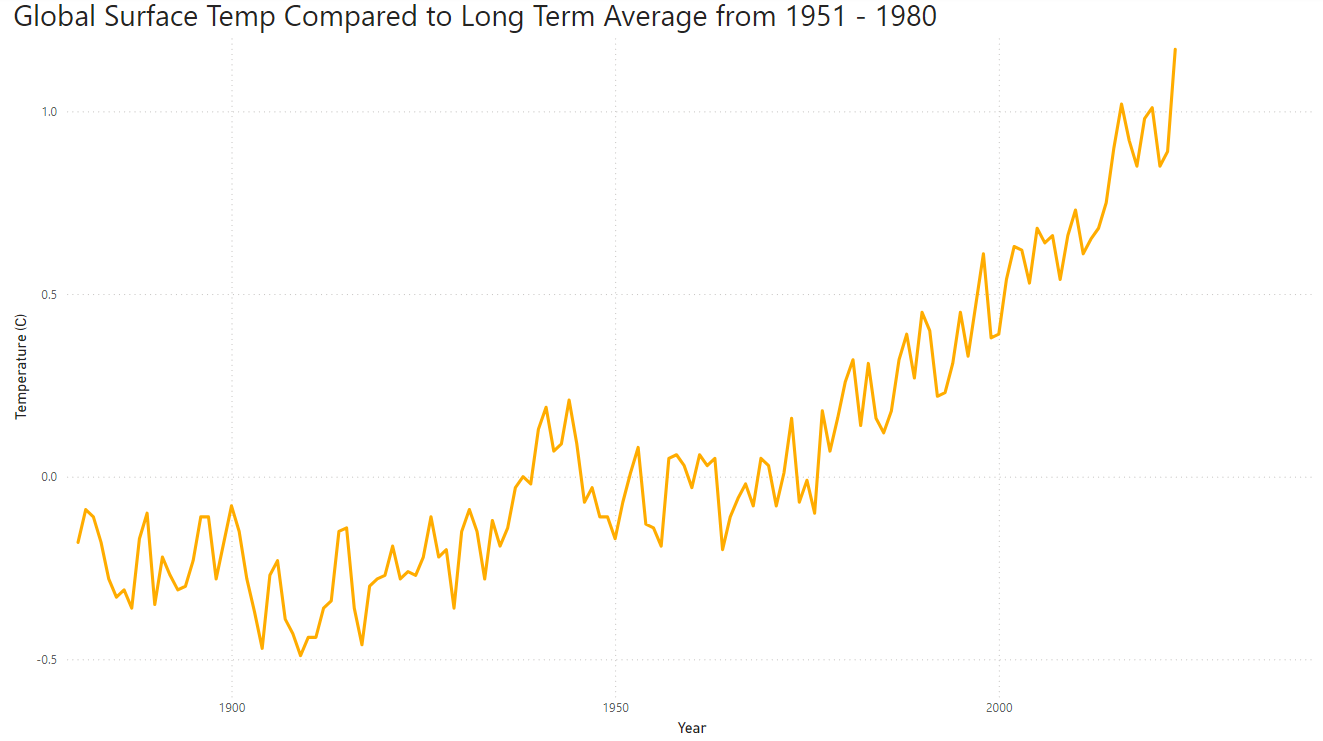 Global Surface Temp Compared to Long Term Average from 1951 - 1980
1.0
0.5
0.0
-0.5
Temperature (C)
1900
1950
2000
Year